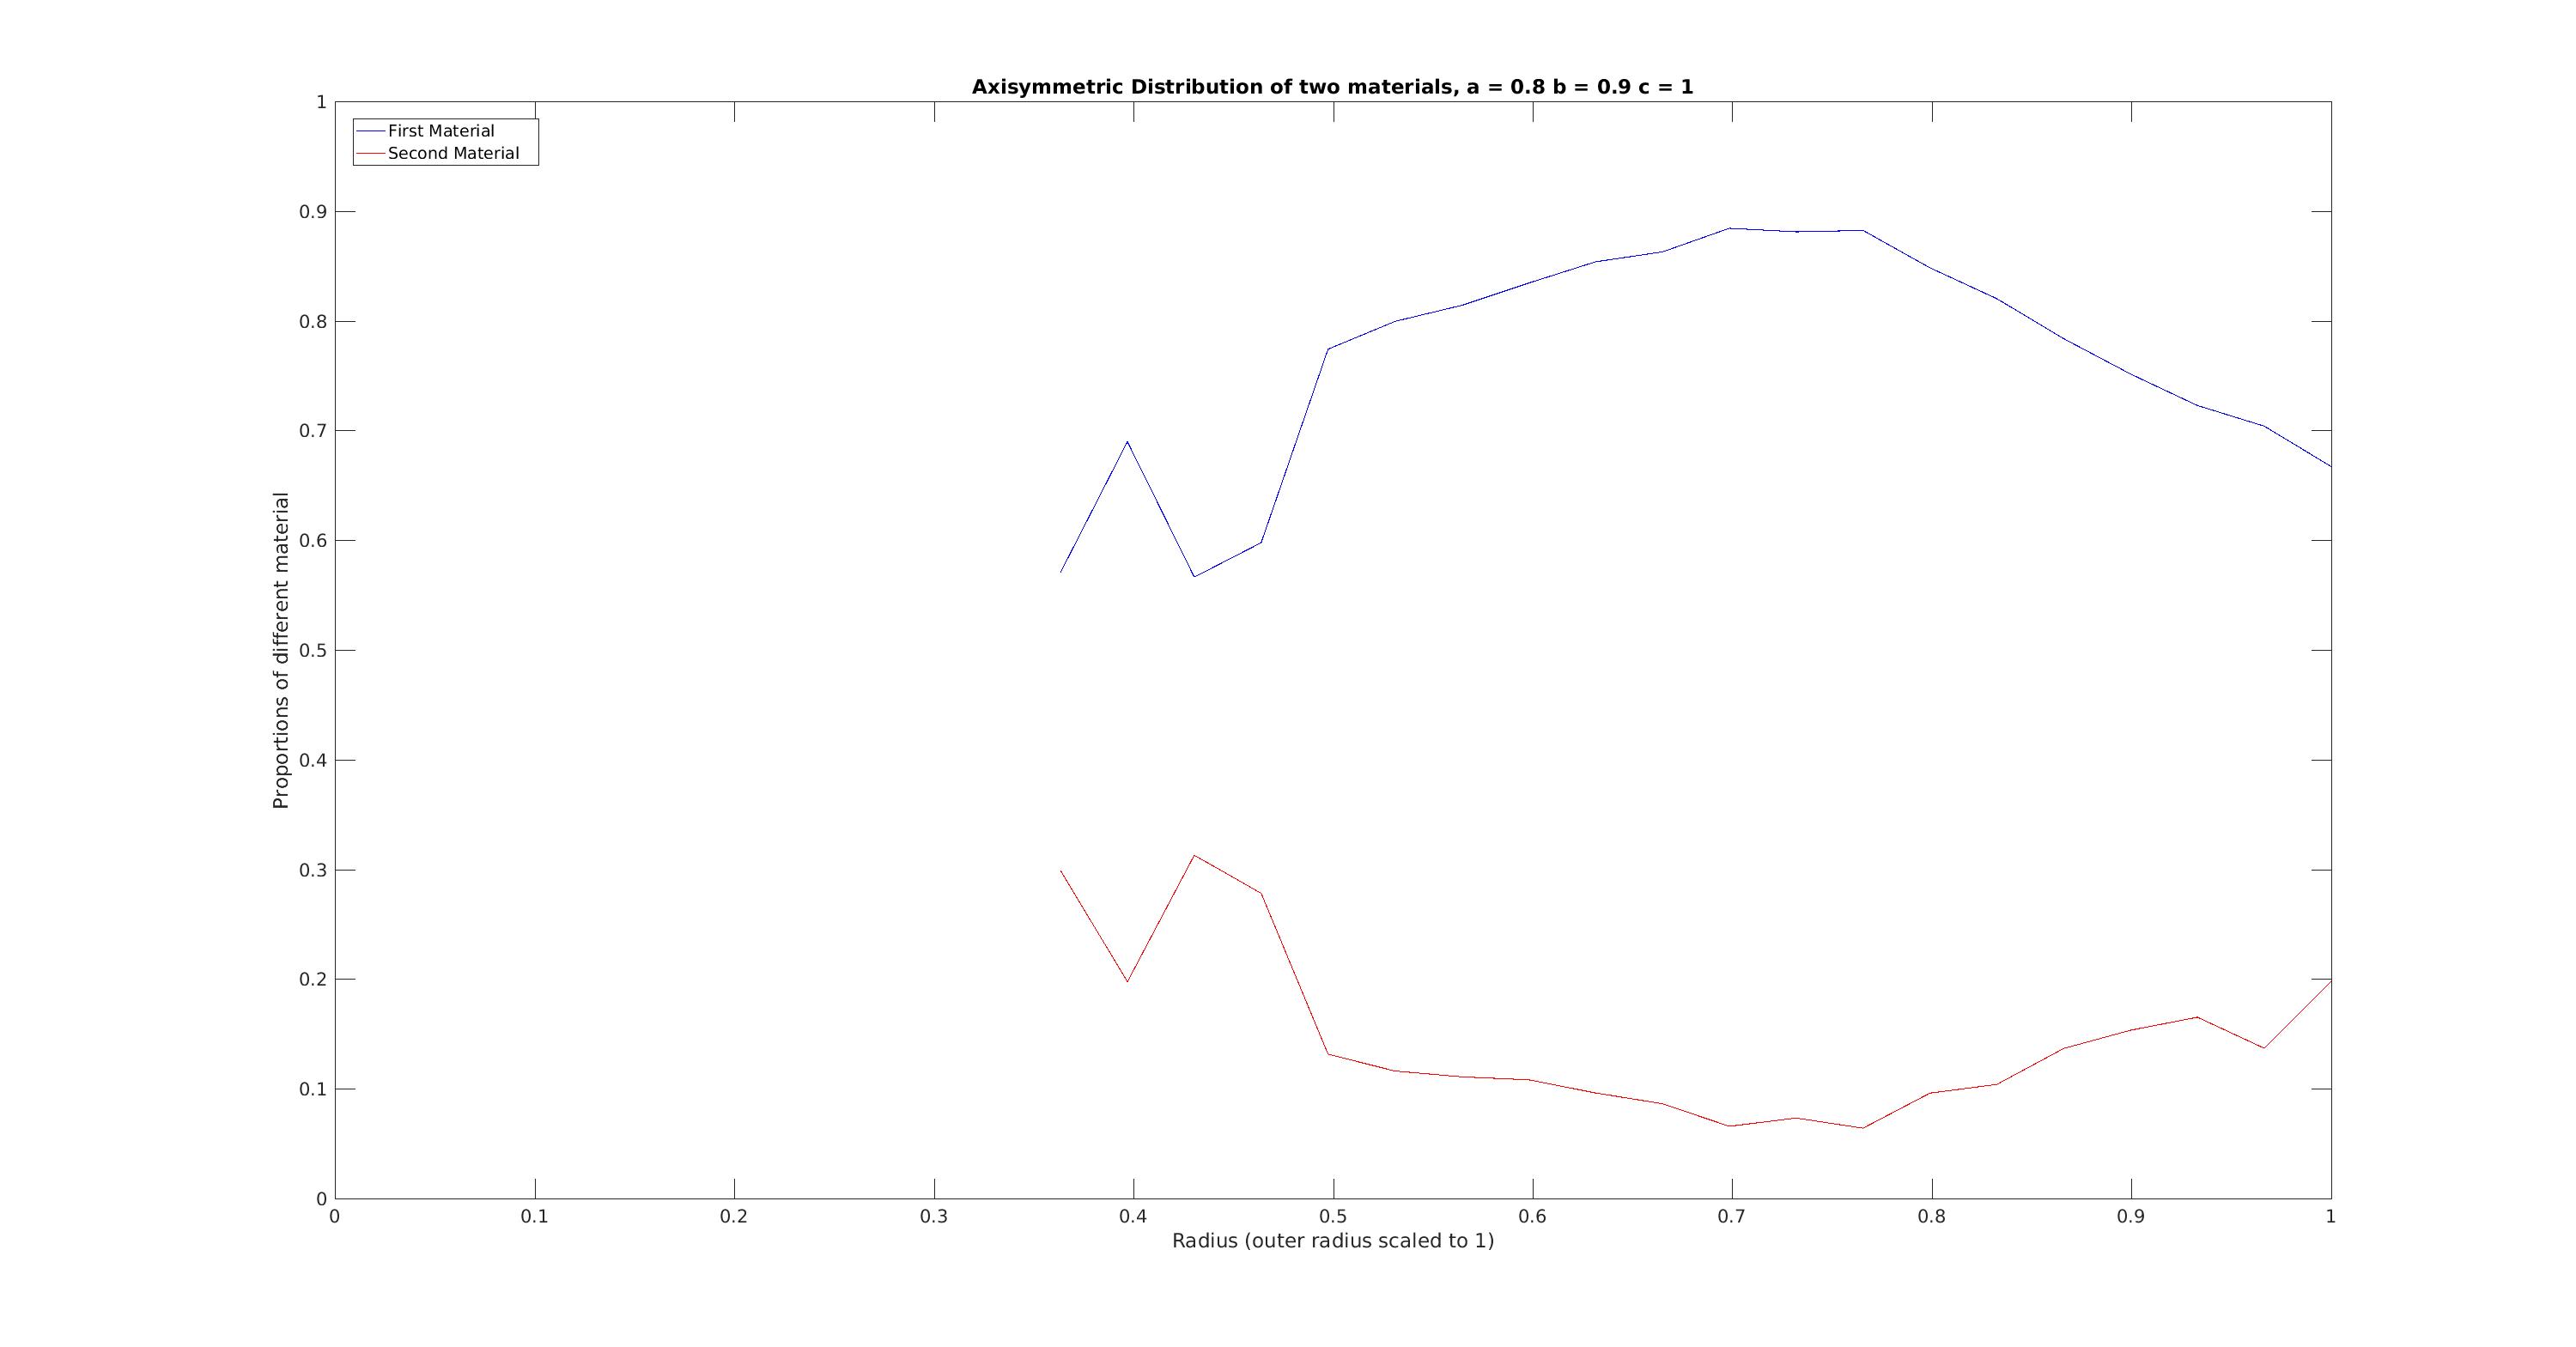 Axisymmetric Distribution of two materials, a = 0.8 b = 0.9 c = 1
First Material
Second Material
Proportions of different material
1
0.9
0.8
0.7
0.6
0.5
0.4
0.3
0.2
0.1
0
0 0.1 0.2 0.3 0.4 0.5 0.6 0.7 0.8 0.9 1
Radius (outer radius scaled to 1)